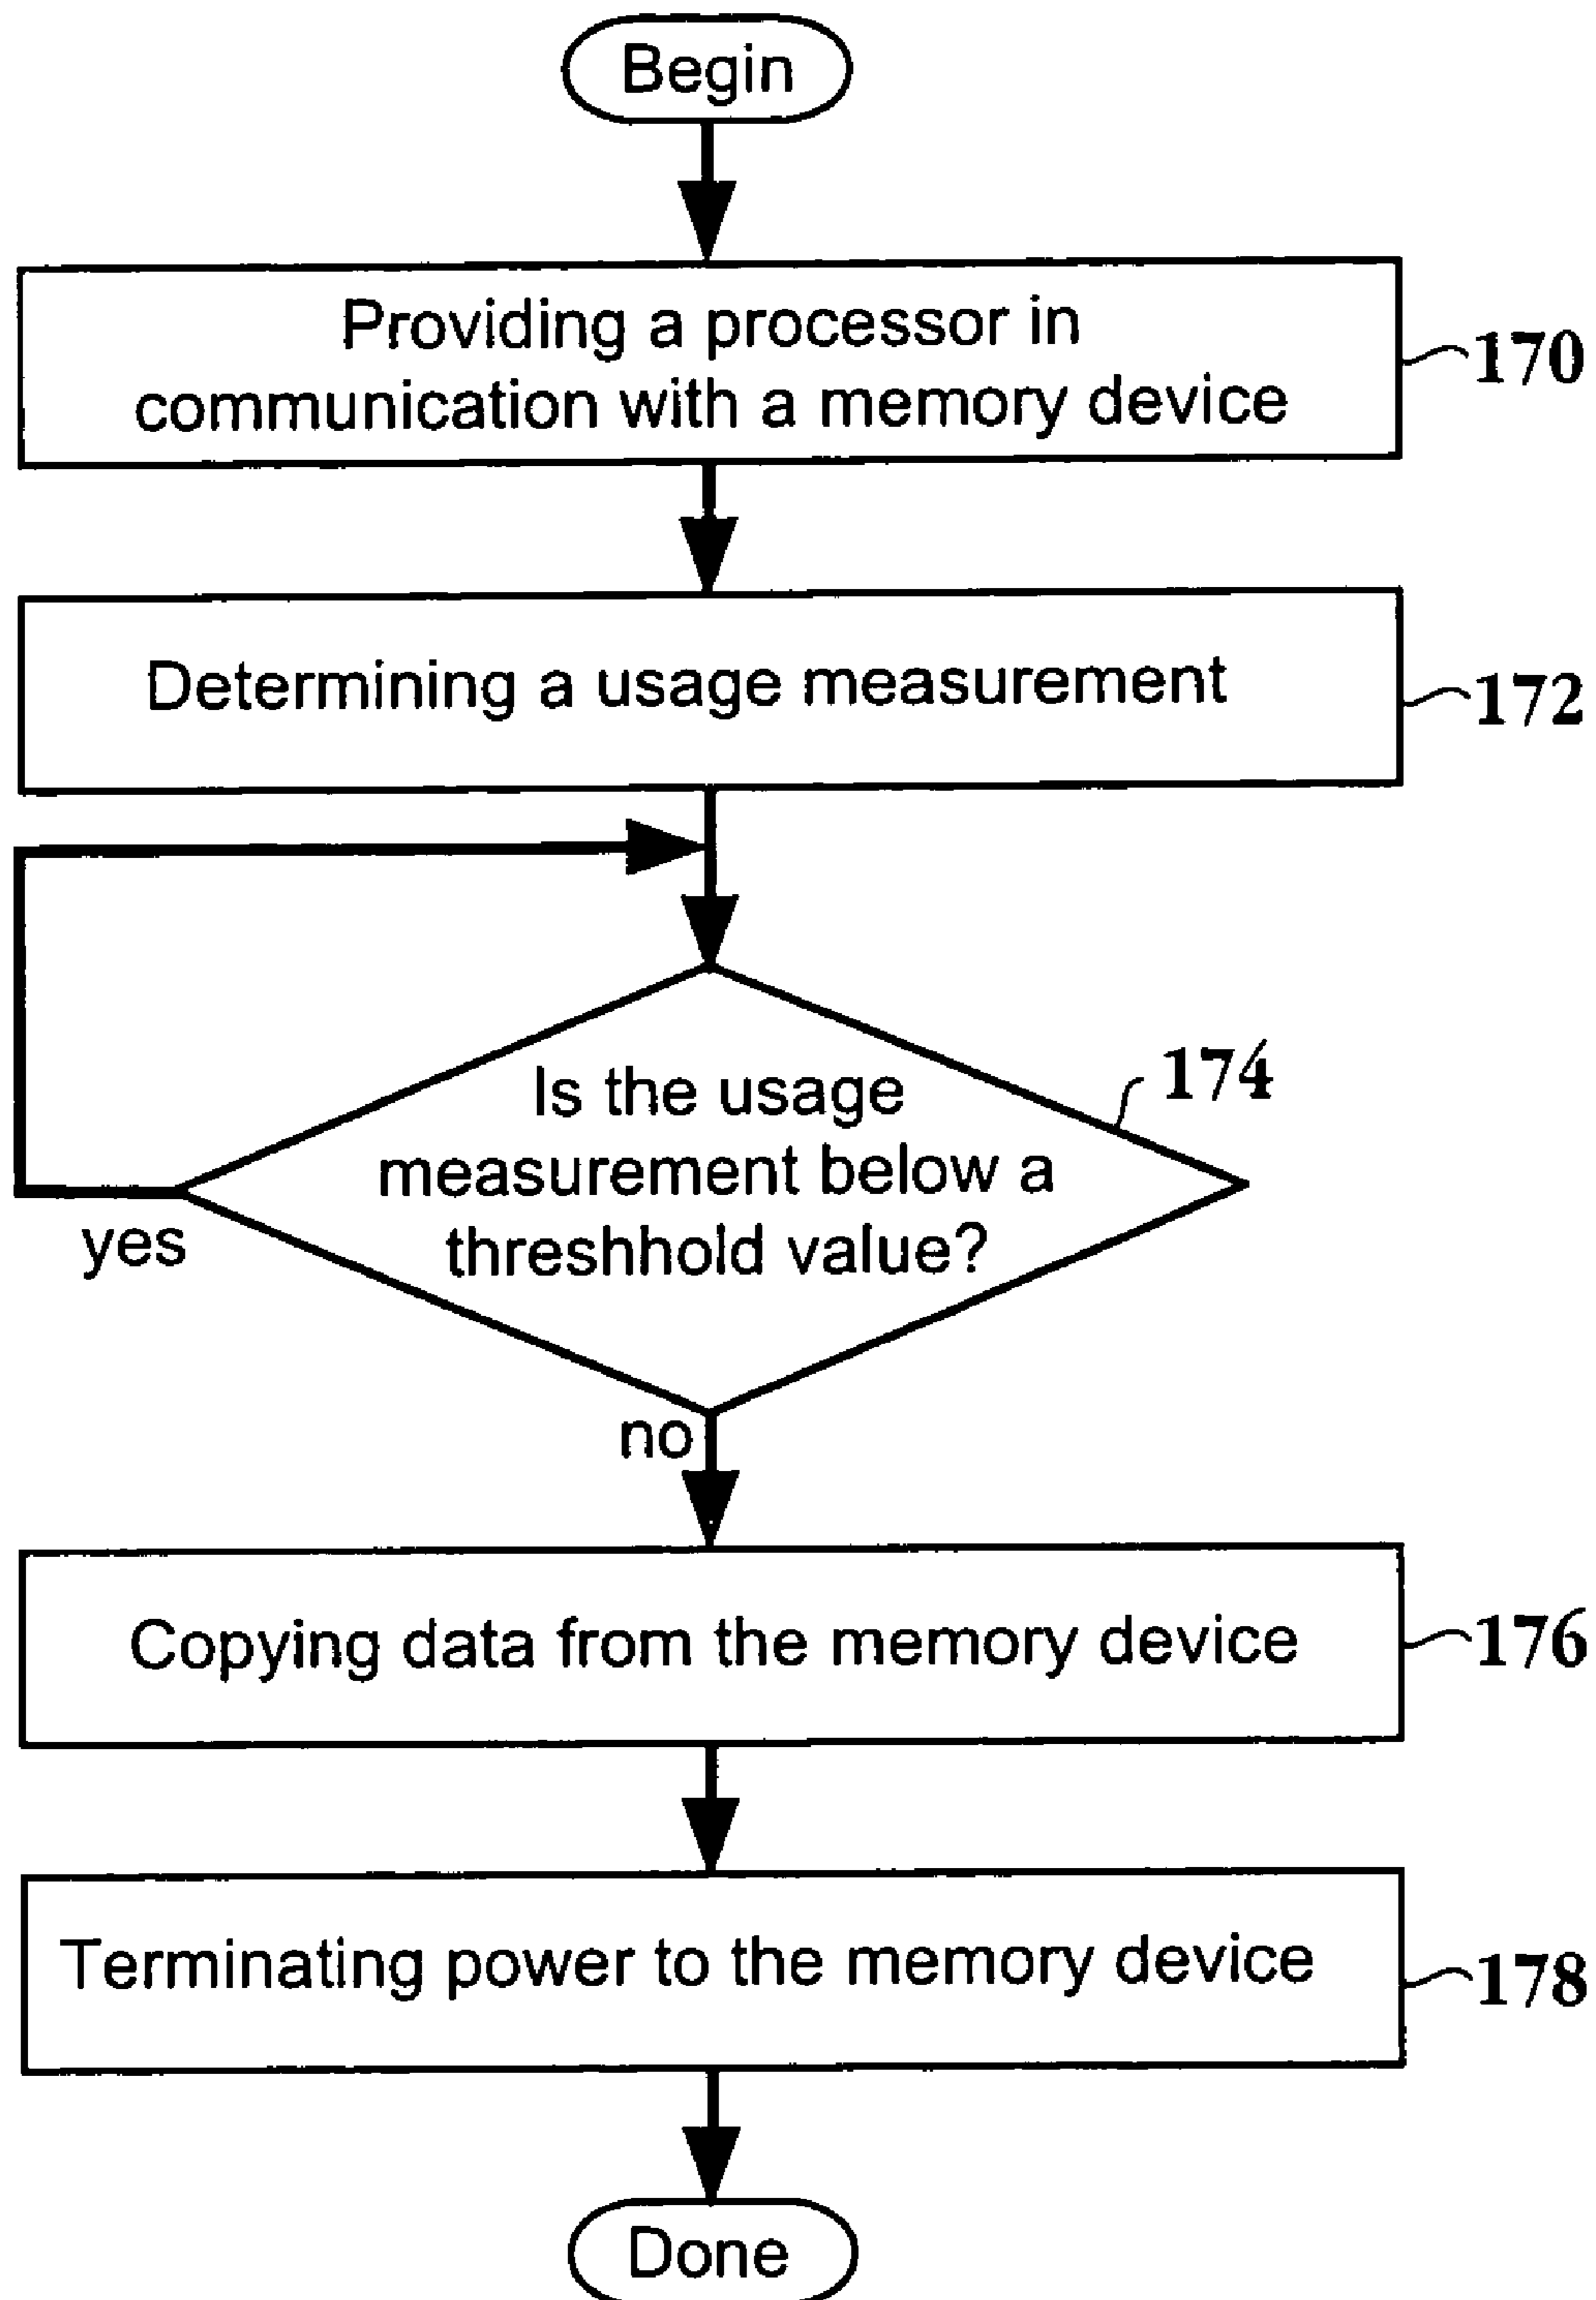 Begin
Providing a processor in
communication with a memory device
170
Determining a usage measurement
172
Is the usage
measurement below a
threshhold value?
174
yes
no
Copying data from the memory device
176
Terminating power to the memory device
178
Done